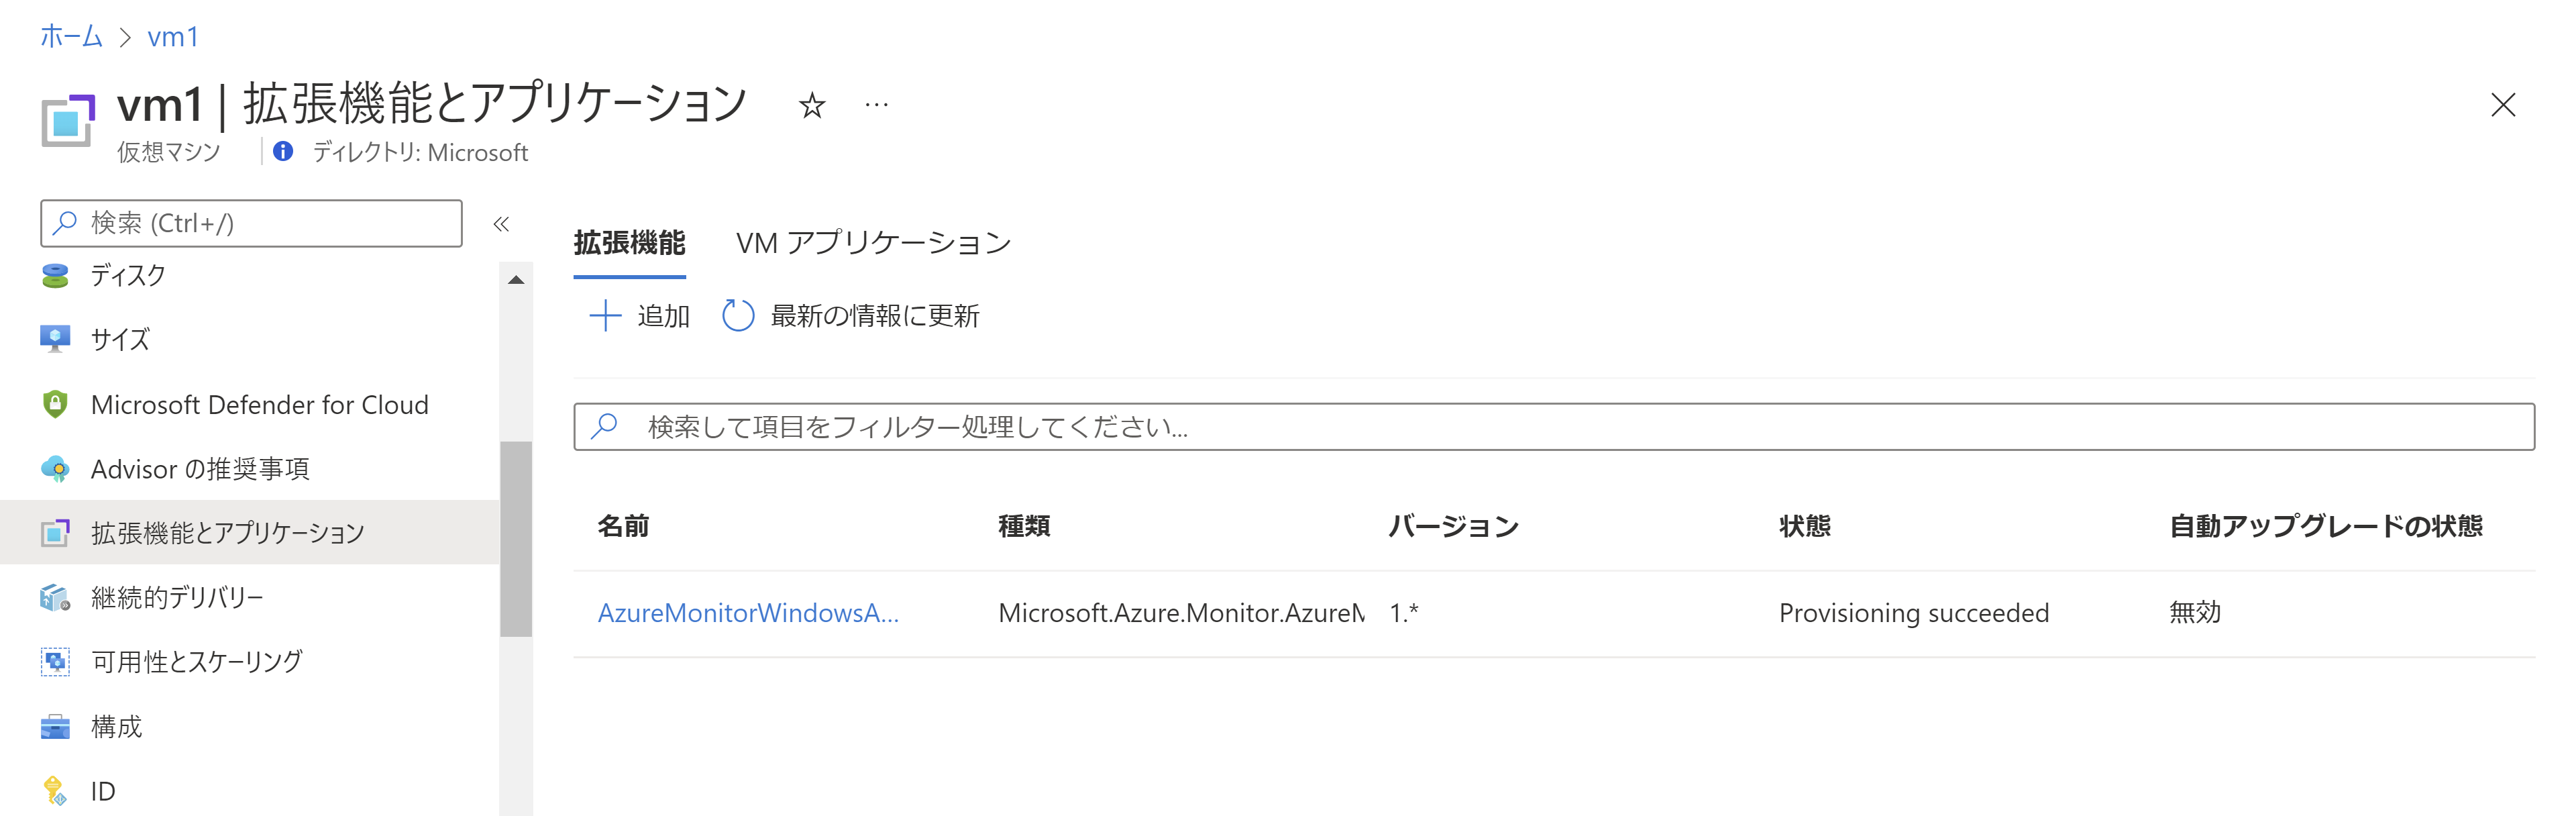 ホーム > vm1
vm1 | 拡張機能とアプリケーション ☆ …
仮想マシン | ディレクトリ: Microsoft
検索 (Ctrl+/) «
ディスク
サイズ
Microsoft Defender for Cloud
Advisor の推奨事項
拡張機能とアプリケーション
継続的デリバリー
可用性とスケーリング
構成
ID
拡張機能 VM アプリケーション
追加 最新の情報に更新
検索して項目をフィルター処理してください...
名前 種類 バージョン 状態 自動アップグレードの状態
AzureMonitorWindowsA... Microsoft.Azure.Monitor.Azure 1.* Provisioning succeeded 無効